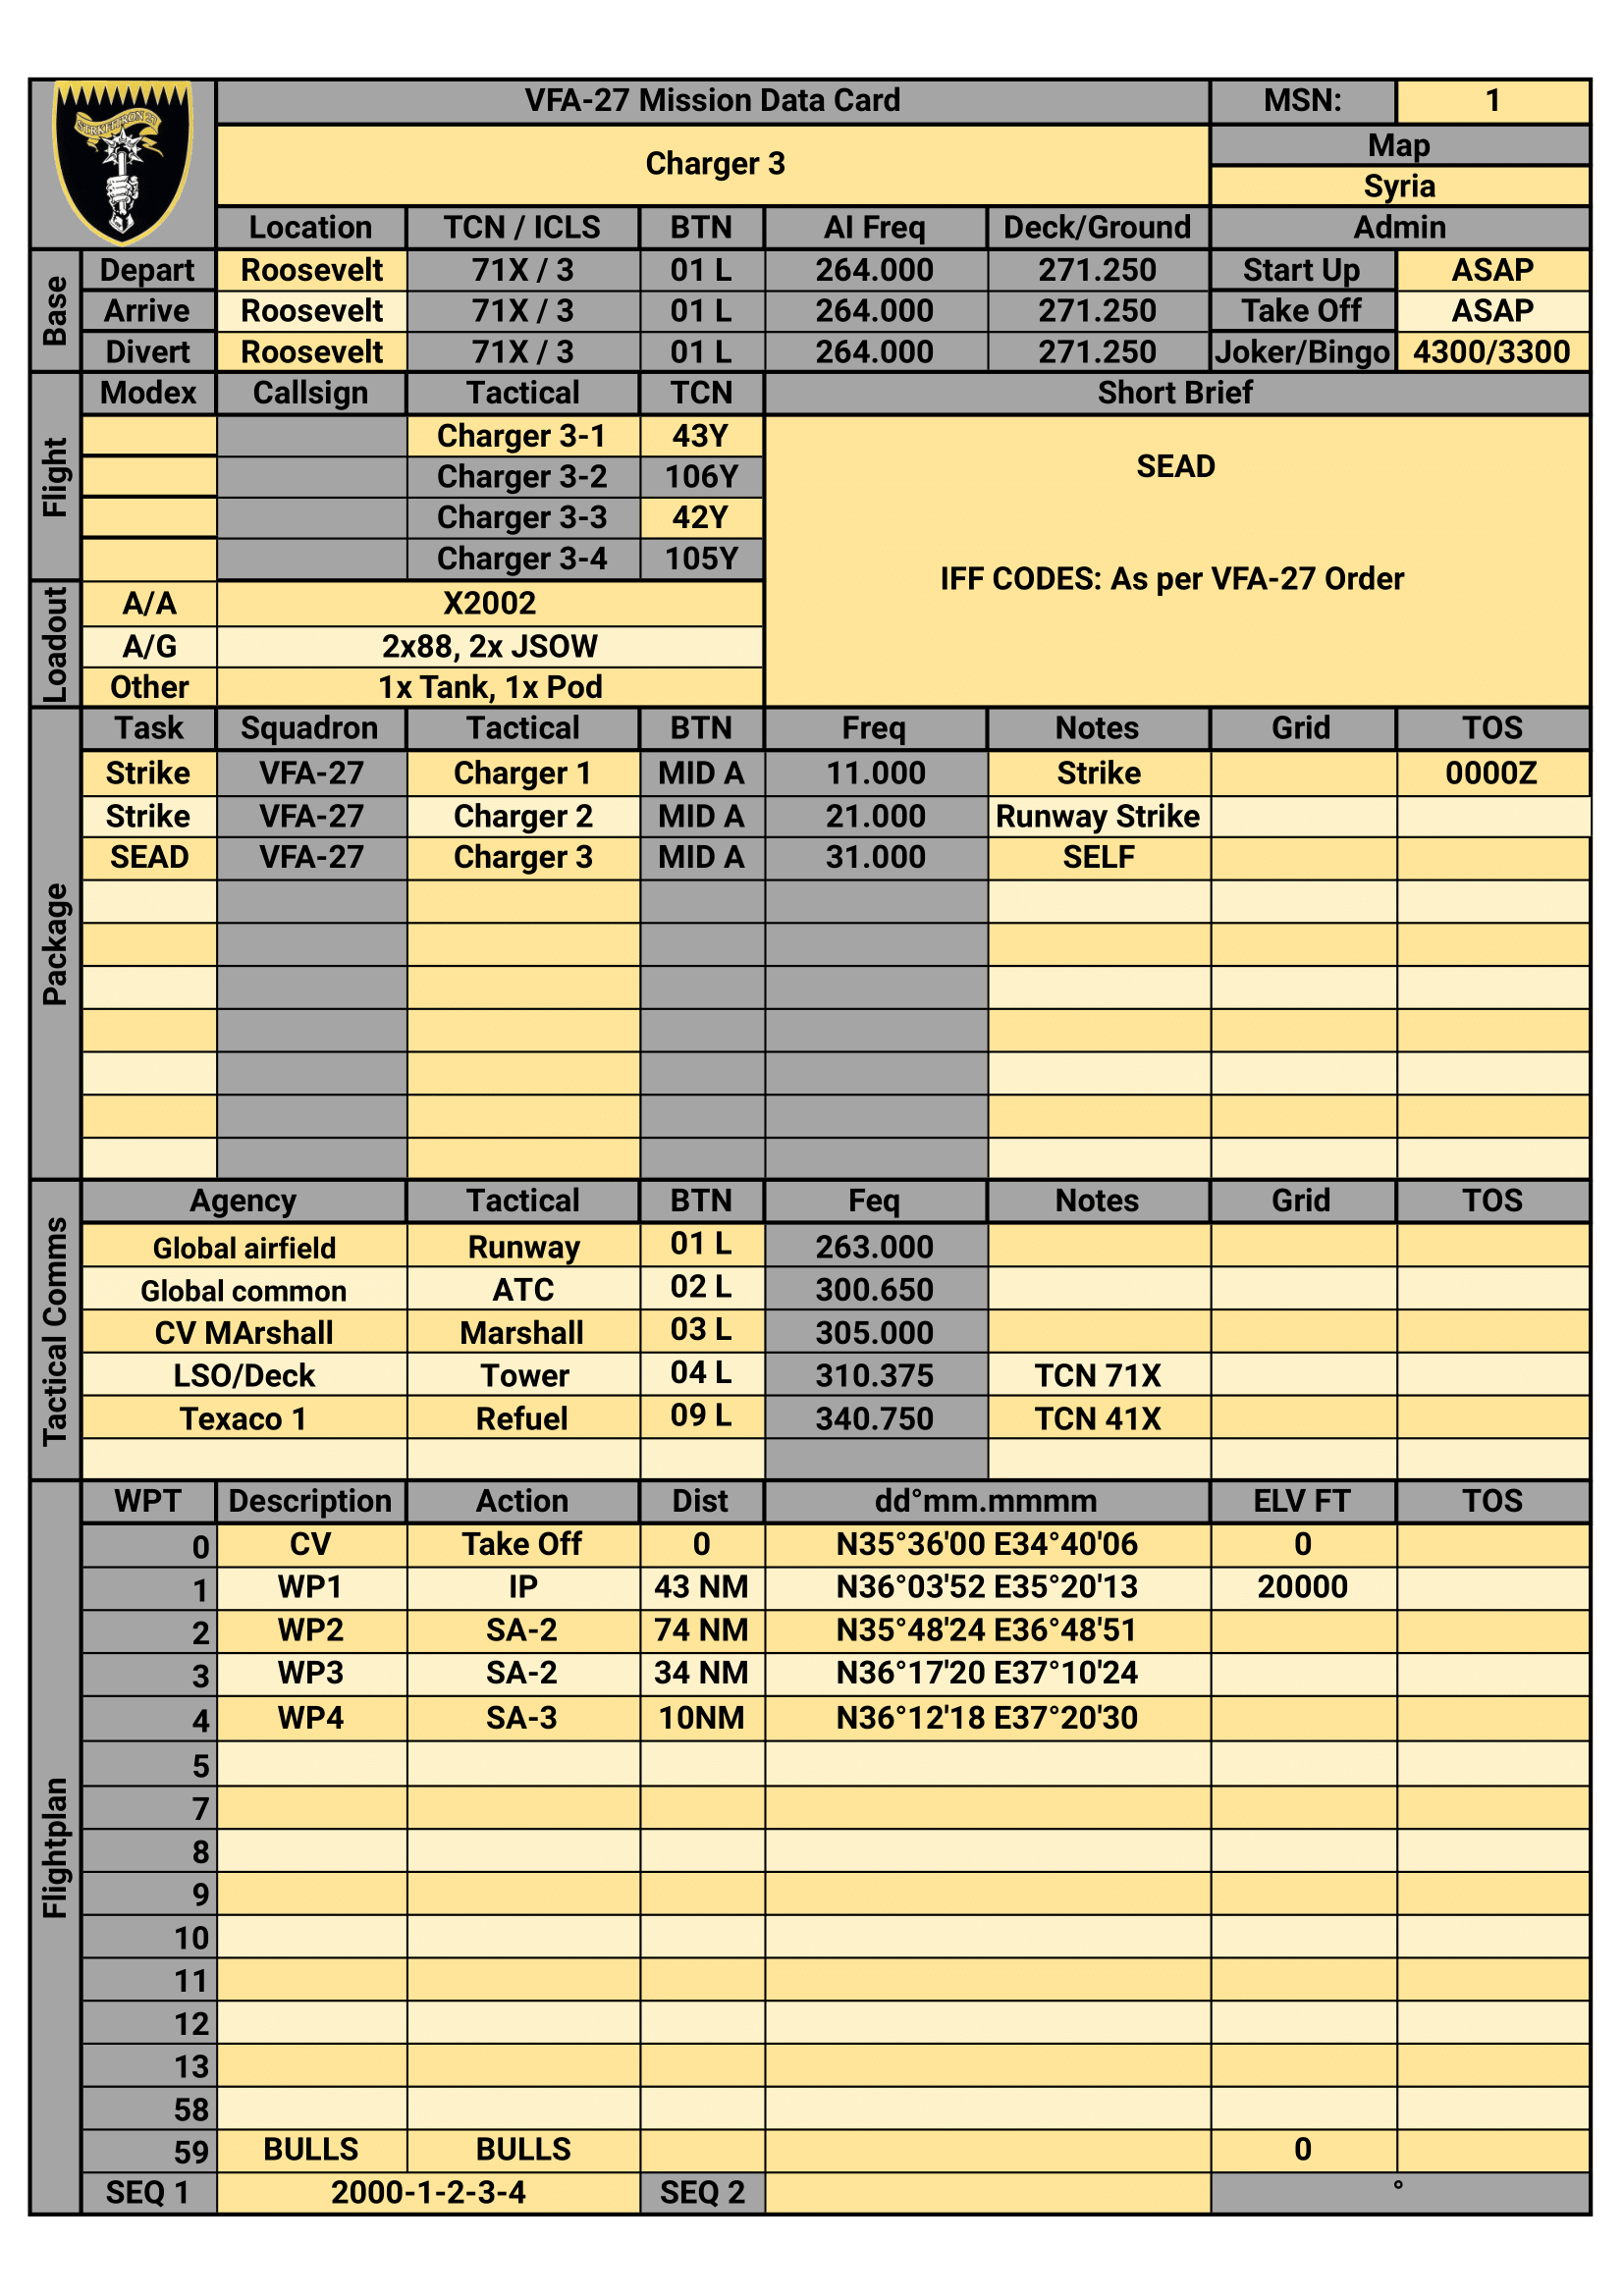 VFA-27 Mission Data Card MSN: 1
STRKFITRON 27
Charger 3
Map
Syria
Location TCN / ICLS BTN AI Freq Deck/Ground Admin
Base
Depart Roosevelt 71X / 3 01 L 264.000 271.250 Start Up ASAP
Arrive Roosevelt 71X / 3 01 L 264.000 271.250 Take Off ASAP
Divert Roosevelt 71X / 3 01 L 264.000 271.250 Joker/Bingo 4300/3300
Flight
Modex Callsign Tactical TCN Short Brief
Charger 3-1 43Y
Charger 3-2 106Y
Charger 3-3 42Y
Charger 3-4 105Y
SEAD
IFF CODES: As per VFA-27 Order
Loadout
A/A X2002
A/G 2x88, 2x JSOW
Other 1x Tank, 1x Pod
Package
Task Squadron Tactical BTN Freq Notes Grid TOS
Strike VFA-27 Charger 1 MID A 11.000 Strike 0000Z
Strike VFA-27 Charger 2 MID A 21.000 Runway Strike
SEAD VFA-27 Charger 3 MID A 31.000 SELF
Tactical Comms
Agency Tactical BTN Feq Notes Grid TOS
Global airfield Runway 01 L 263.000
Global common ATC 02 L 300.650
CV MArshall Marshall 03 L 305.000
LSO/Deck Tower 04 L 310.375 TCN 71X
Texaco 1 Refuel 09 L 340.750 TCN 41X
Flightplan
WPT Description Action Dist dd°mm.mmmm ELV FT TOS
0 CV Take Off 0 N35°36'00 E34°40'06 0
1 WP1 IP 43 NM N36°03'52 E35°20'13 20000
2 WP2 SA-2 74 NM N35°48'24 E36°48'51
3 WP3 SA-2 34 NM N36°17'20 E37°10'24
4 WP4 SA-3 10NM N36°12'18 E37°20'30
5
7
8
9
10
11
12
13
58
59 BULLS BULLS 0
SEQ 1 2000-1-2-3-4 SEQ 2 °